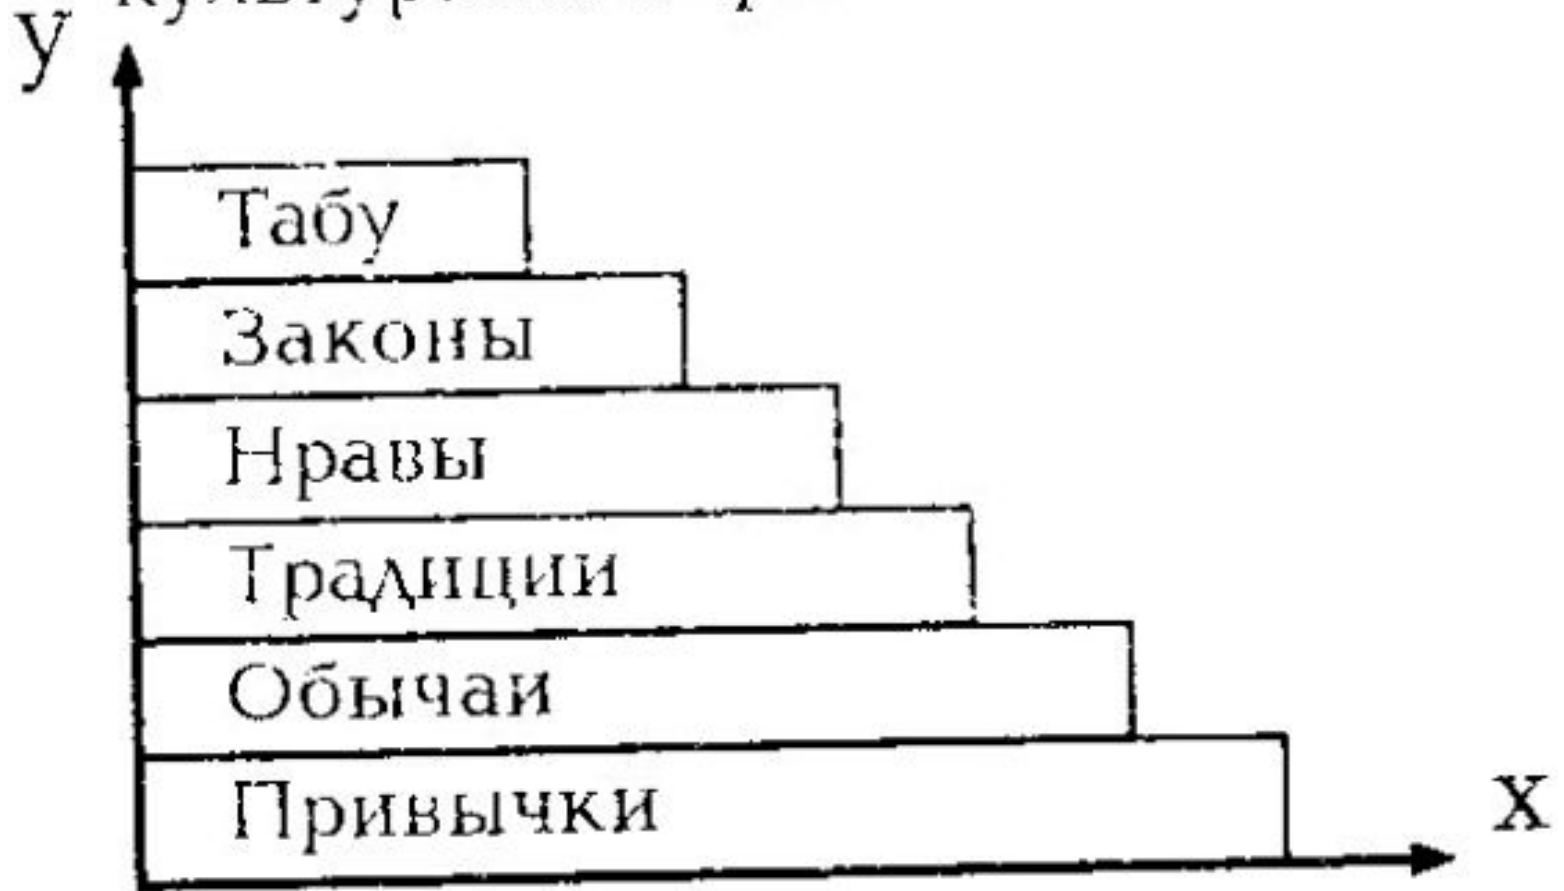 у
Табу
Законы
Нравы
Традиции
Обычаи
Привычки
х